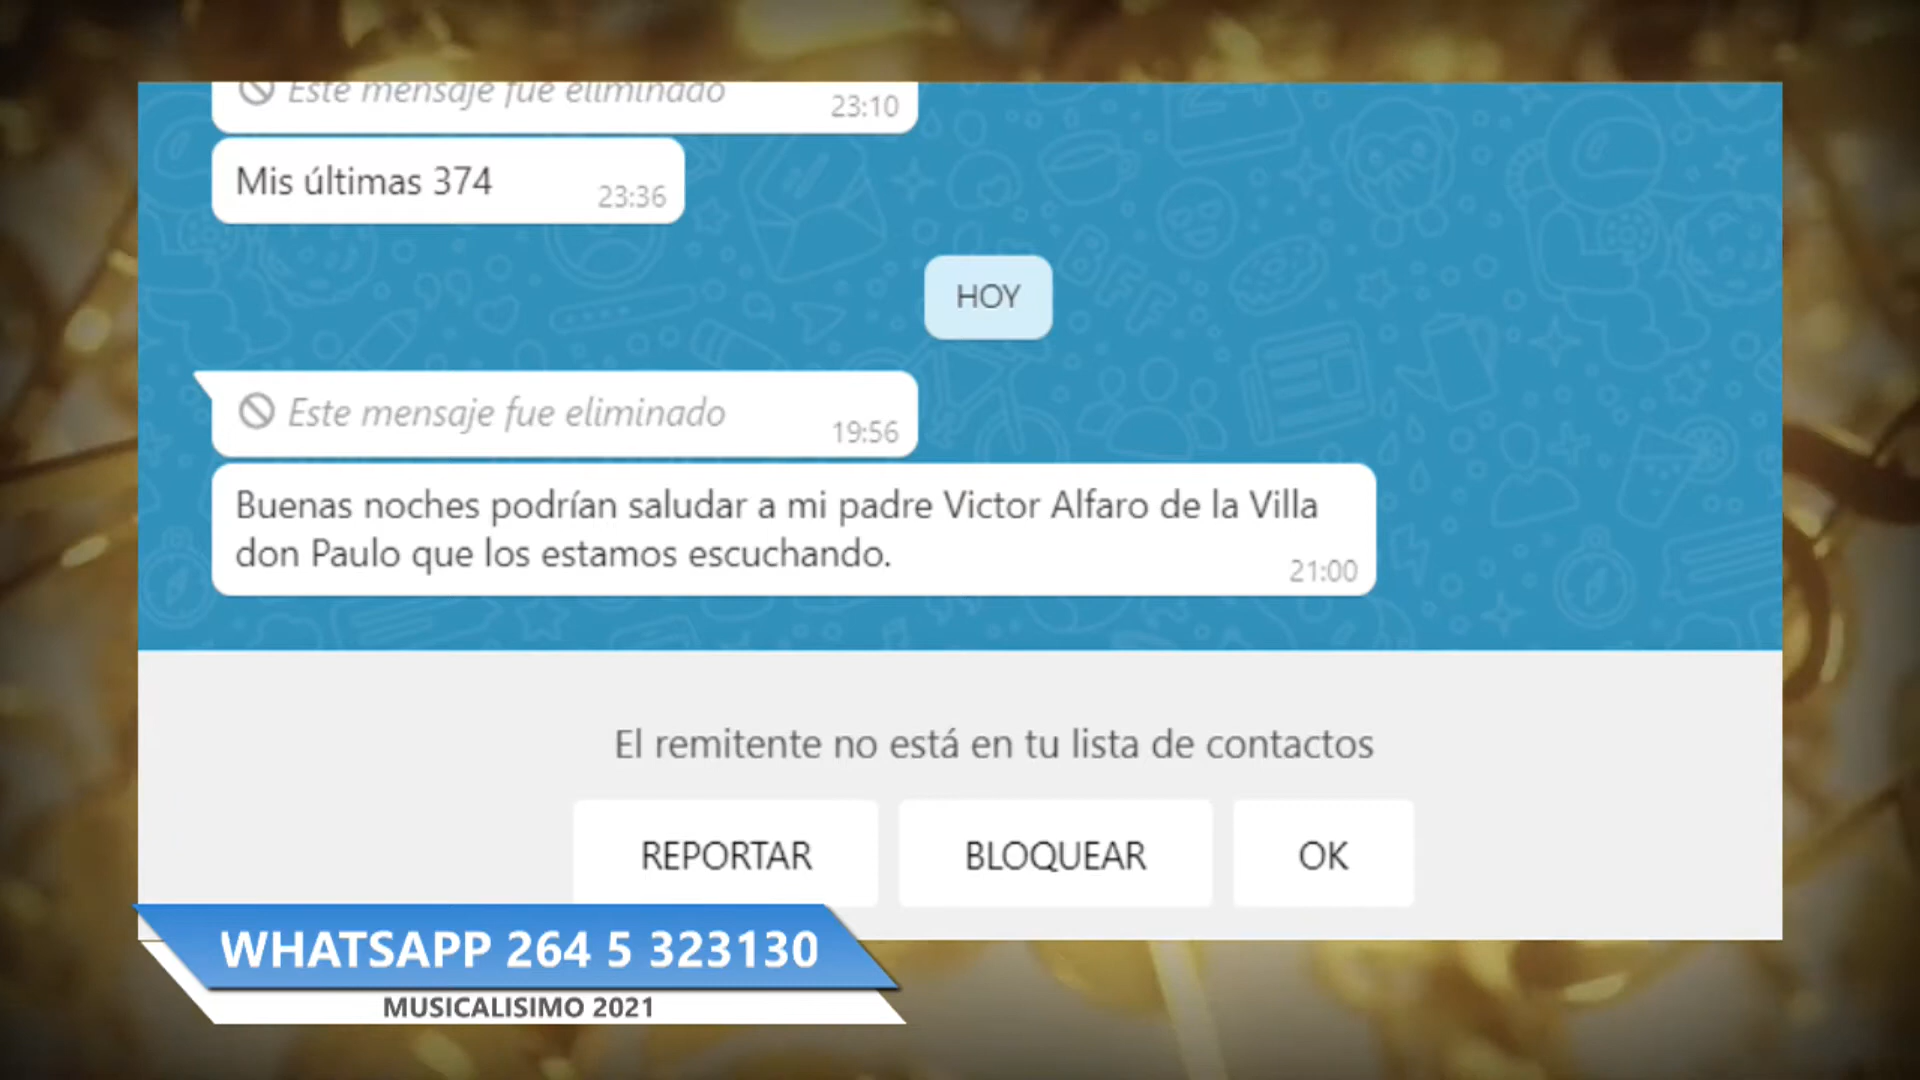 Este mensaje fue eliminado
23:10
Mis últimas 374
23:36
HOY
Este mensaje fue eliminado
19:56
Buenas noches podrían saludar a mi padre Victor Alfaro de la Villa
don Paulo que los estamos escuchando.
21:00
El remitente no está en tu lista de contactos
REPORTAR
BLOQUEAR
OK
WHATSAPP 264 5 323130
MUSICALISIMO 2021